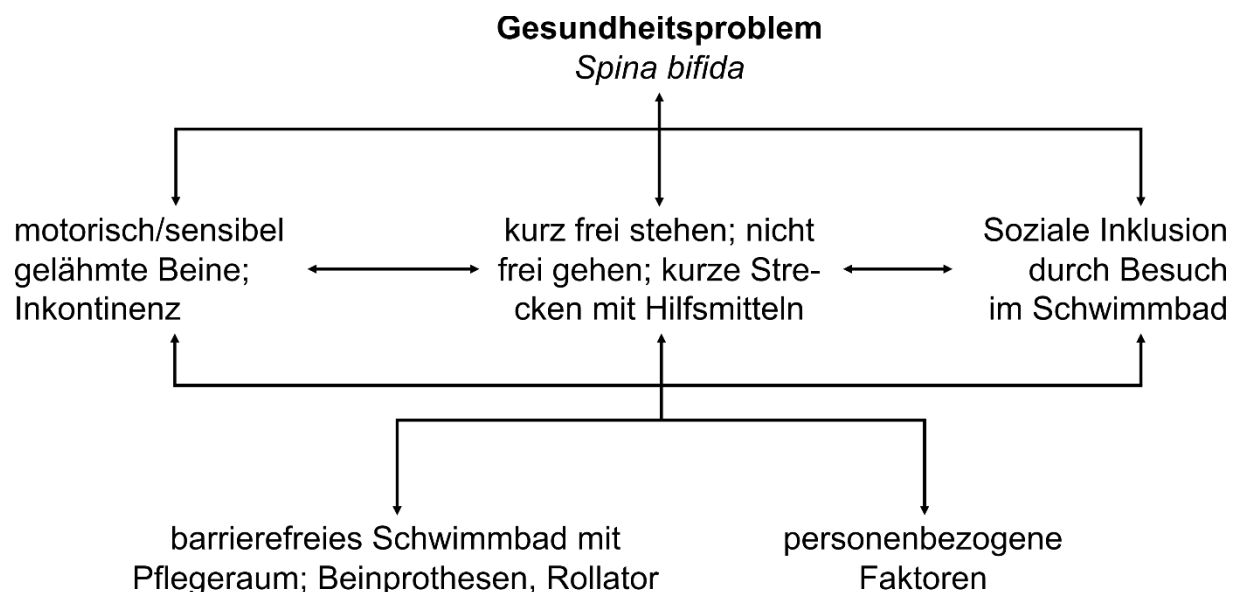 Gesundheitsproblem
Spina bifida
motorisch/sensibel
gelähmte Beine;
Inkontinenz
kurz frei stehen; nicht
frei gehen; kurze Stre-
cken mit Hilfsmitteln
Soziale Inklusion
durch Besuch
im Schwimmbad
barrierefreies Schwimmbad mit
Pflegeraum; Beinprothesen, Rollator
personenbezogene
Faktoren